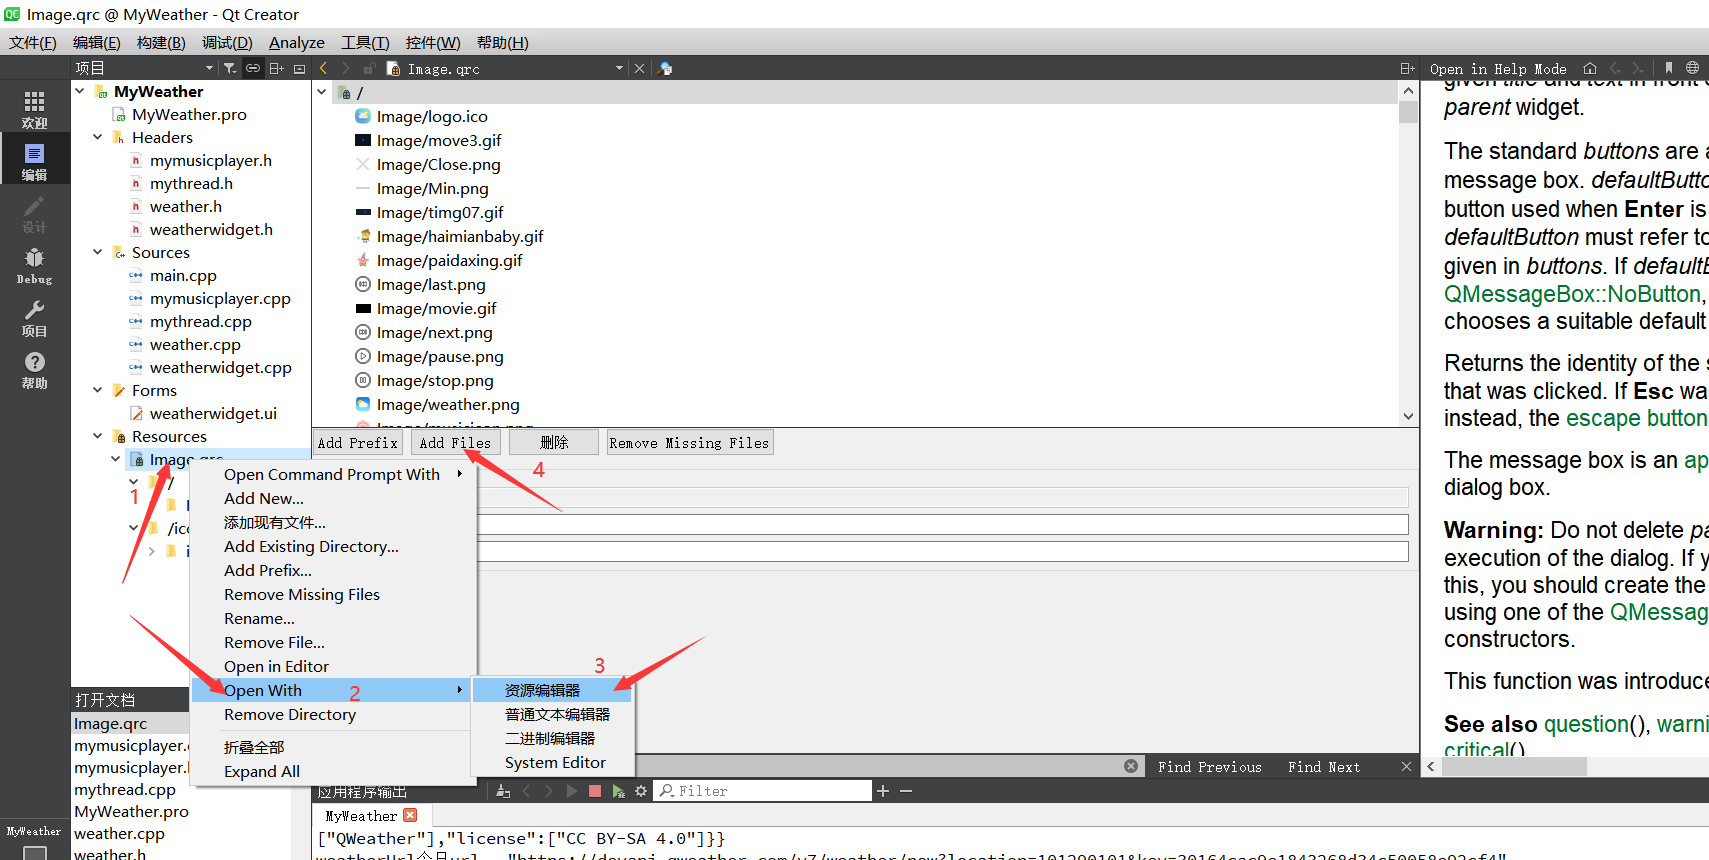 Image.qrc @ MyWeather - Qt Creator
文件(F) 编辑(E) 构建(B) 调试(D) Analyze 工具(T) 控件(W) 帮助(H)
项目
Image.qrc
Open in Help Mode
欢迎
编辑
设计
Debug
项目
帮助
MyWeather
MyWeather
MyWeather.pro
Headers
mymusicplayer.h
mythread.h
weather.h
weatherwidget.h
Sources
main.cpp
mymusicplayer.cpp
mythread.cpp
weather.cpp
weatherwidget.cpp
Forms
weatherwidget.ui
Resources
Image.qrc
/
/ico
1
打开文档
Image.qrc
mymusicplayer.
mymusicplayer.
mythread.cpp
MyWeather.pro
weather.cpp
weather.h
/
Image/logo.ico
Image/move3.gif
Image/Close.png
Image/Min.png
Image/timg07.gif
Image/haimianbaby.gif
Image/paidaxing.gif
Image/last.png
Image/movie.gif
Image/next.png
Image/pause.png
Image/stop.png
Image/weather.png
Image/musicicon.png
Add Prefix Add Files 删除 Remove Missing Files
4
Open Command Prompt With
Add New...
添加现有文件...
Add Existing Directory...
Add Prefix...
Remove Missing Files
Rename...
Remove File...
Open in Editor
Open With 2
Remove Directory
折叠全部
Expand All
3
资源编辑器
普通文本编辑器
二进制编辑器
System Editor
Find Previous Find Next
应用程序输出
Filter
MyWeather
["QWeather"],"license":["CC BY-SA 4.0"]}}
given title and text in front
parent widget.
The standard buttons are a
message box. defaultButto
button used when Enter is
defaultButton must refer to
given in buttons. If defaultB
QMessageBox::NoButton,
chooses a suitable default
Returns the identity of the s
that was clicked. If Esc wa
instead, the escape button
The message box is an ap
dialog box.
Warning: Do not delete pa
execution of the dialog. If y
this, you should create the
using one of the QMessag
constructors.
This function was introduce
See also question(), warni
critical()